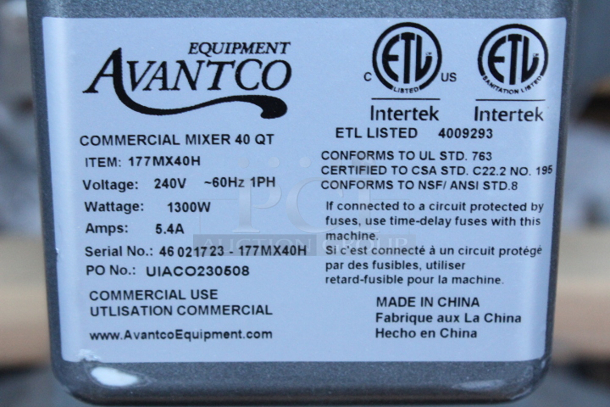 EQUIPMENT
AVANTCO
COMMERCIAL MIXER 40 QT
ITEM: 177MX40H
Voltage: 240V ~60Hz 1PH
Wattage: 1300W
Amps: 5.4A
Serial No.: 46 021723 - 177MX40H
PO No.: UIACO230508
COMMERCIAL USE
UTLISATION COMMERCIAL
www.AvantcoEquipment.com
C ETL US
LISTED
Intertek
ETL
SANITATION LISTED
Intertek
ETL LISTED 4009293
CONFORMS TO UL STD. 763
CERTIFIED TO CSA STD. C22.2 NO. 195
CONFORMS TO NSF/ ANSI STD.8
If connected to a circuit protected by
fuses, use time-delay fuses with this
machine.
Si c'est connecté à un circuit protégé
par des fusibles, utiliser
retard-fusible pour la machine.
MADE IN CHINA
Fabrique aux La China
Hecho en China
PCI
AUCTION GROUP